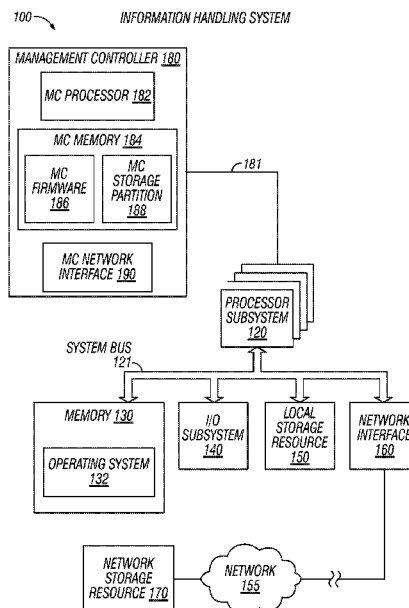 100
INFORMATION HANDLING SYSTEM
MANAGEMENT CONTROLLER 180
MC PROCESSOR 182
MC MEMORY 184
MC
FIRMWARE
186
MC
STORAGE
PARTITION
188
MC NETWORK
INTERFACE 190
181
PROCESSOR
SUBSYSTEM
120
SYSTEM BUS
121
MEMORY 130
OPERATING SYSTEM
132
I/O
SUBSYSTEM
140
LOCAL
STORAGE
RESOURCE
150
NETWORK
INTERFACE
160
NETWORK
STORAGE
RESOURCE 170
NETWORK
155